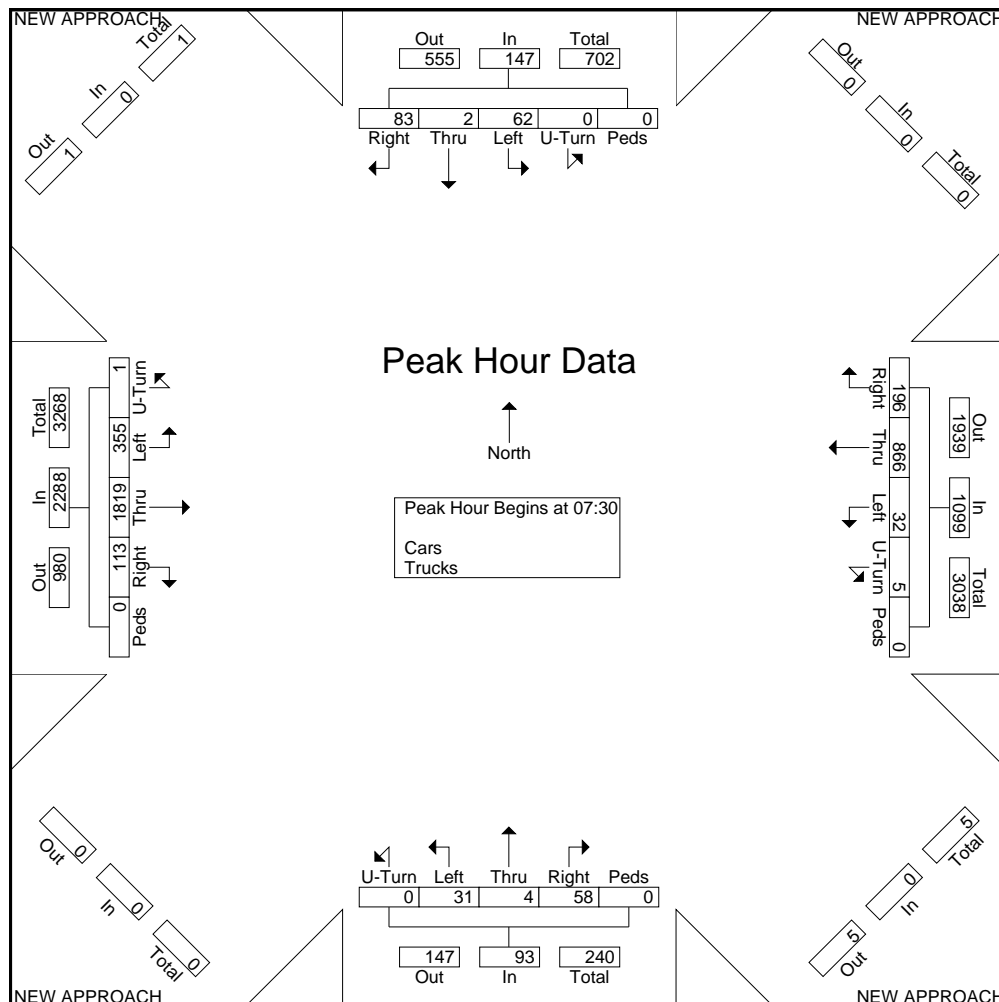 NEW APPROACH
Total
1
In
0
Out
1
Out In Total
555 147 702
83 2 62 0 0
Right Thru Left U-Turn Peds
NEW APPROACH
Out
0
In
0
Total
0
Total
3268
In
2288
Out
980
1 355 1819 113 0
U-Turn Left Thru Right Peds
Peak Hour Data
North
Peak Hour Begins at 07:30
Cars
Trucks
Right Thru Left U-Turn Peds
196 866 32 5 0
Out In Total
1939 1099 3038
Out
0
In
0
Total
0
NEW APPROACH
U-Turn Left Thru Right Peds
0 31 4 58 0
147 93 240
Out In Total
5
Total
0
In
5
Out
NEW APPROACH